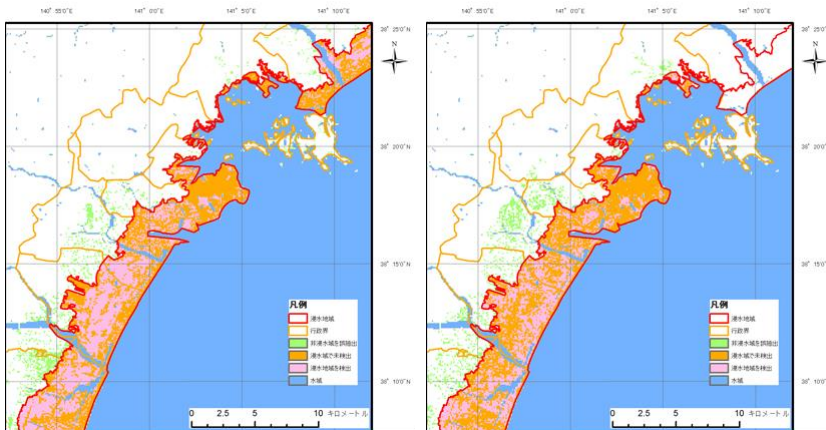 140° 55'0"E 141° 0'0"E 141° 5'0"E 141° 10'0"E
38° 25'0"N
N
38° 20'0"N
38° 15'0"N
38° 10'0"N
凡例
浸水地域
行政界
非浸水域を誤抽出
浸水域で未検出
浸水地域を検出
水域
0 2.5 5 10 キロメートル
140° 55'0"E 141° 0'0"E 141° 5'0"E 141° 10'0"E
38° 25'0"N
N
38° 20'0"N
38° 15'0"N
38° 10'0"N
凡例
浸水地域
行政界
非浸水域を誤抽出
浸水域で未検出
浸水地域を検出
水域
0 2.5 5 10 キロメートル